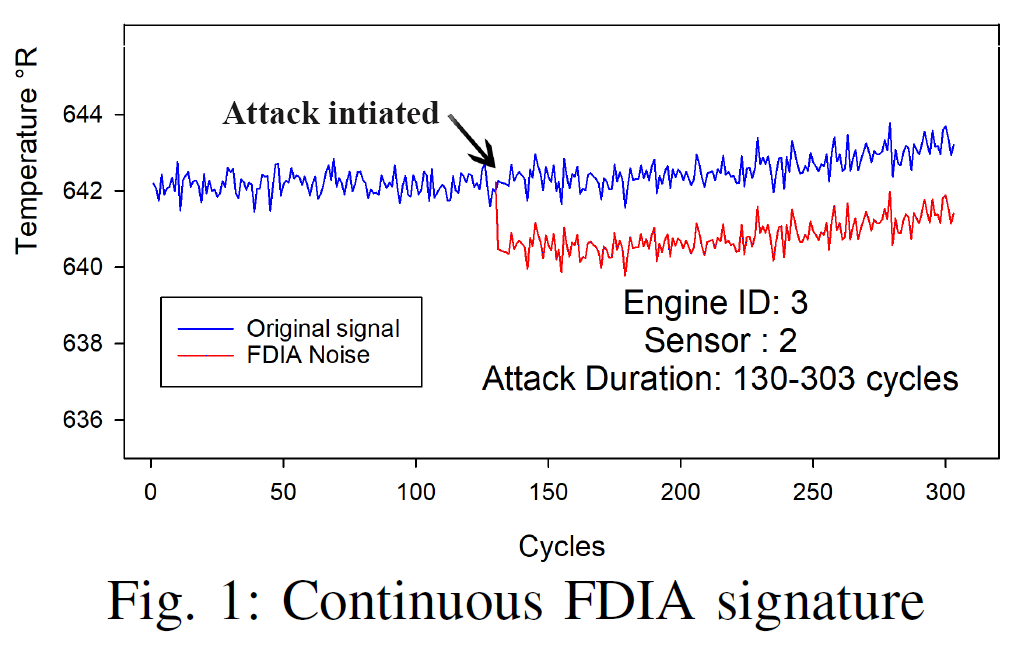 Temperature °R
644
642
640
638
636
Attack intiated
Original signal
FDIA Noise
Engine ID: 3
Sensor : 2
Attack Duration: 130-303 cycles
0 50 100 150 200 250 300
Cycles
Fig. 1: Continuous FDIA signature